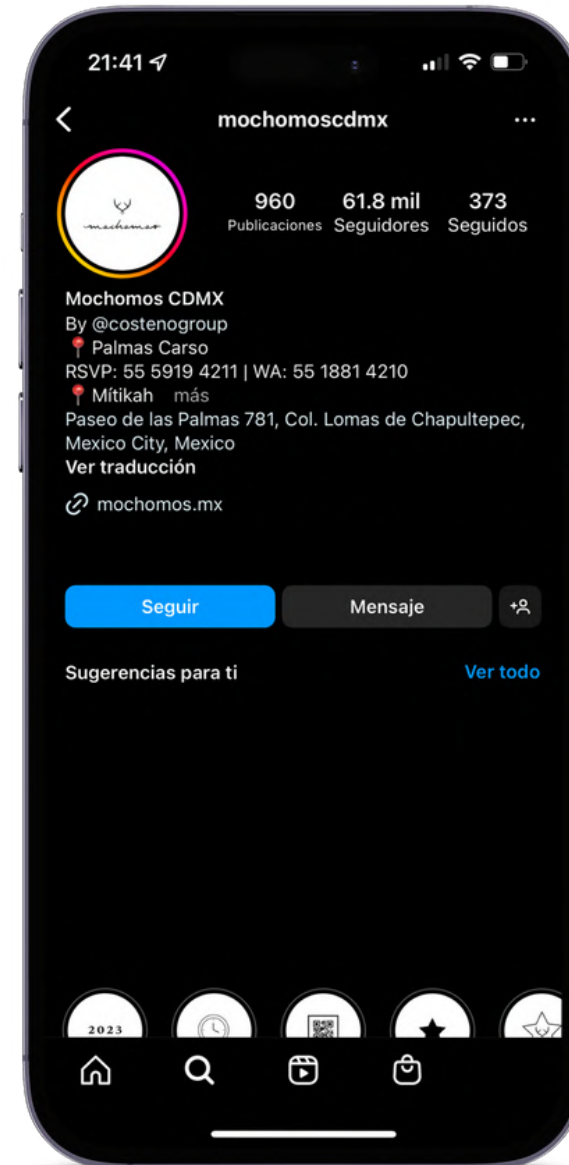 21:41
mochomoscdmx
mochomos
960 61.8 mil 373
Publicaciones Seguidores Seguidos
Mochomos CDMX
By @costenogroup
📍 Palmas Carso
RSVP: 55 5919 4211 | WA: 55 1881 4210
📍 Mítikah más
Paseo de las Palmas 781, Col. Lomas de Chapultepec,
Mexico City, Mexico
Ver traducción
mochomos.mx
Seguir Mensaje
Sugerencias para ti Ver todo
2023